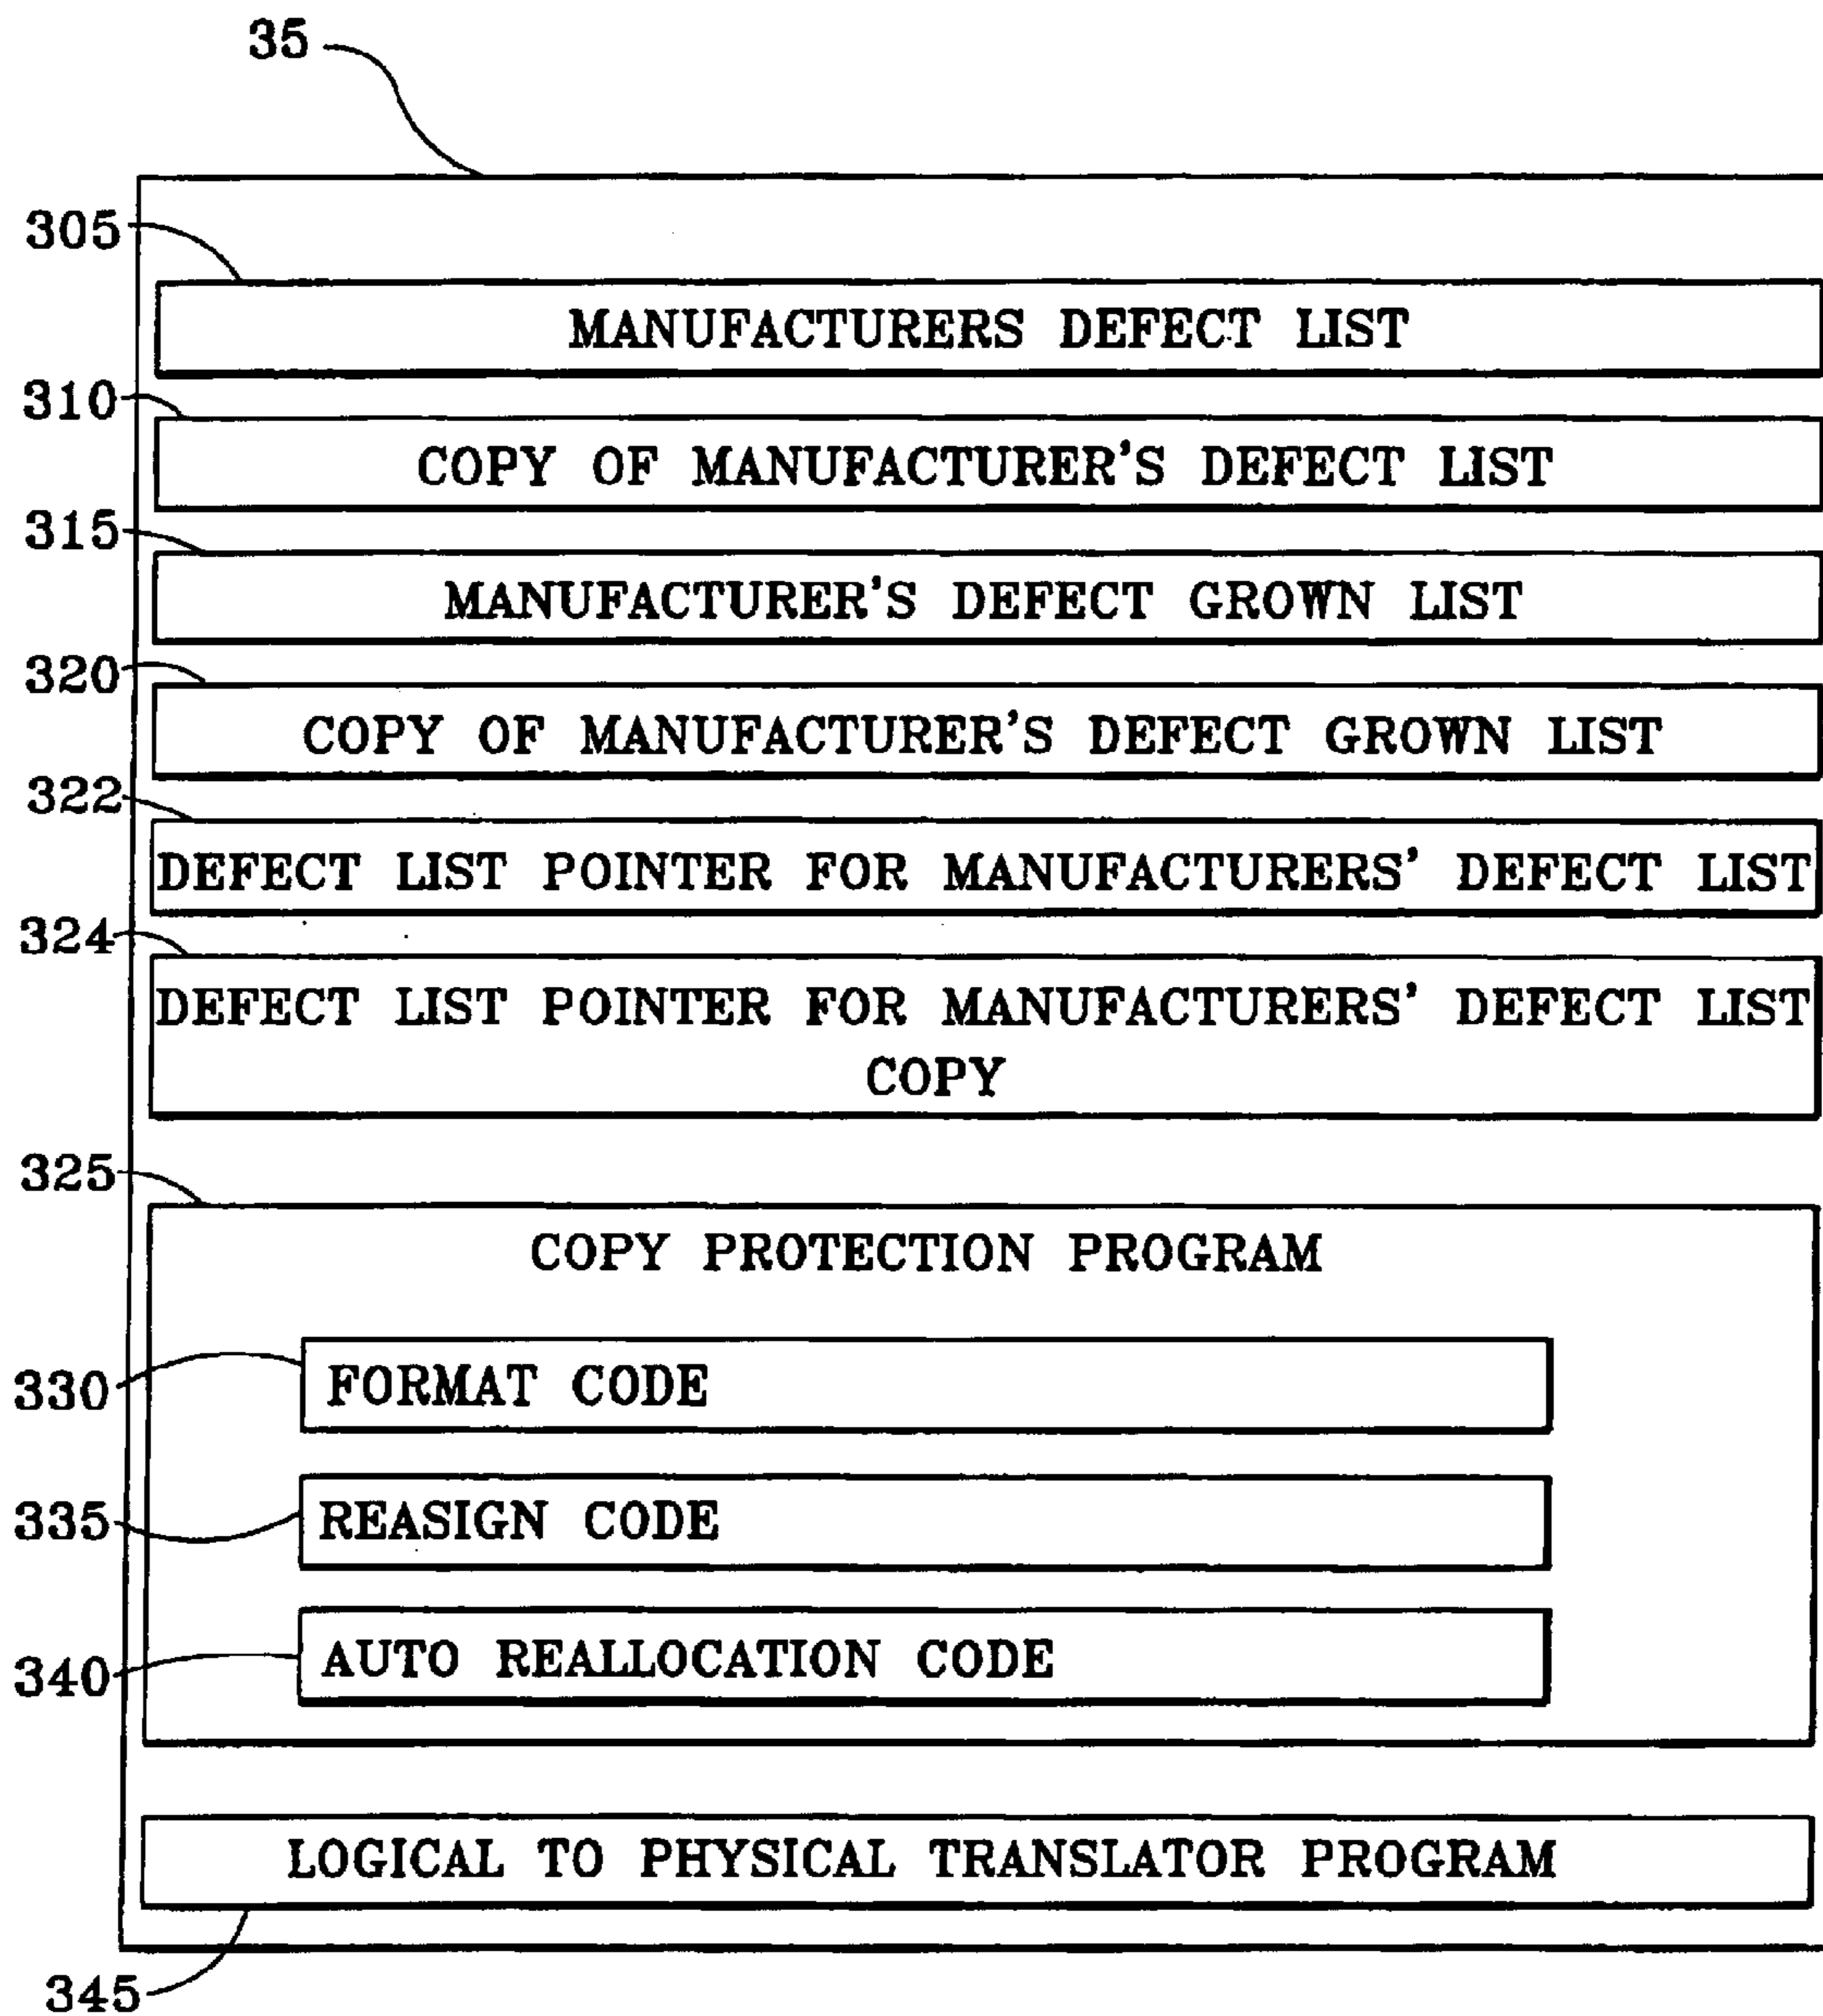 35
305
MANUFACTURERS DEFECT LIST
310
COPY OF MANUFACTURER'S DEFECT LIST
315
MANUFACTURER'S DEFECT GROWN LIST
320
COPY OF MANUFACTURER'S DEFECT GROWN LIST
322
DEFECT LIST POINTER FOR MANUFACTURERS' DEFECT LIST
324
DEFECT LIST POINTER FOR MANUFACTURERS' DEFECT LIST
COPY
325
COPY PROTECTION PROGRAM
330
FORMAT CODE
335
REASIGN CODE
340
AUTO REALLOCATION CODE
LOGICAL TO PHYSICAL TRANSLATOR PROGRAM
345